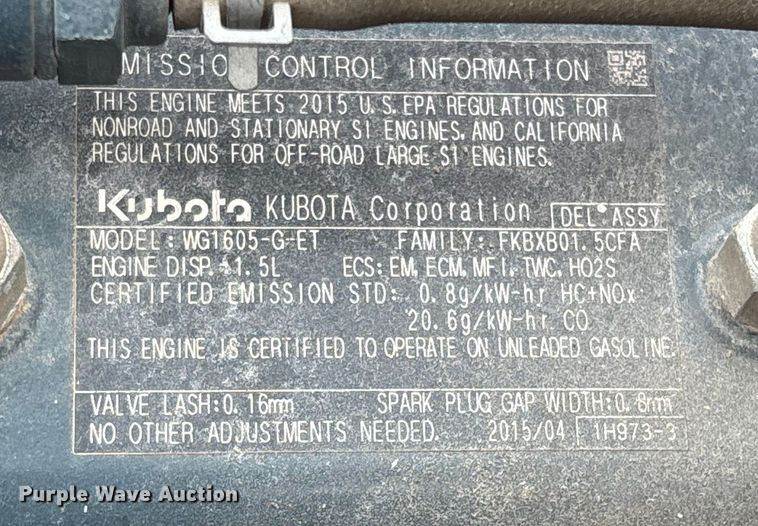 MISSIO CONTROL INFORMATION
THIS ENGINE MEETS 2015 U.S.EPA REGULATIONS FOR
NONROAD AND STATIONARY SI ENGINES. AND CALIFORNIA
REGULATIONS FOR OFF-ROAD LARGE SI ENGINES.
Kubota KUBOTA Corporation DEL ASSY
MODEL: WG1605-G-ET FAMILY: FKBXB01.5CFA
ENGINE DISP. 1.5L ECS: EM, ECM, MFI, TWC, HO2S
CERTIFIED EMISSION STD: 0.8g/kW-hr HC+NOx
20.6g/kW-hr CO
THIS ENGINE IS CERTIFIED TO OPERATE ON UNLEADED GASOLINE.
VALVE LASH:0.16mm SPARK PLUG GAP WIDTH:
NO OTHER ADJUSTMENTS NEEDED. 2015/04 1H973-3
Purple Wave Auction